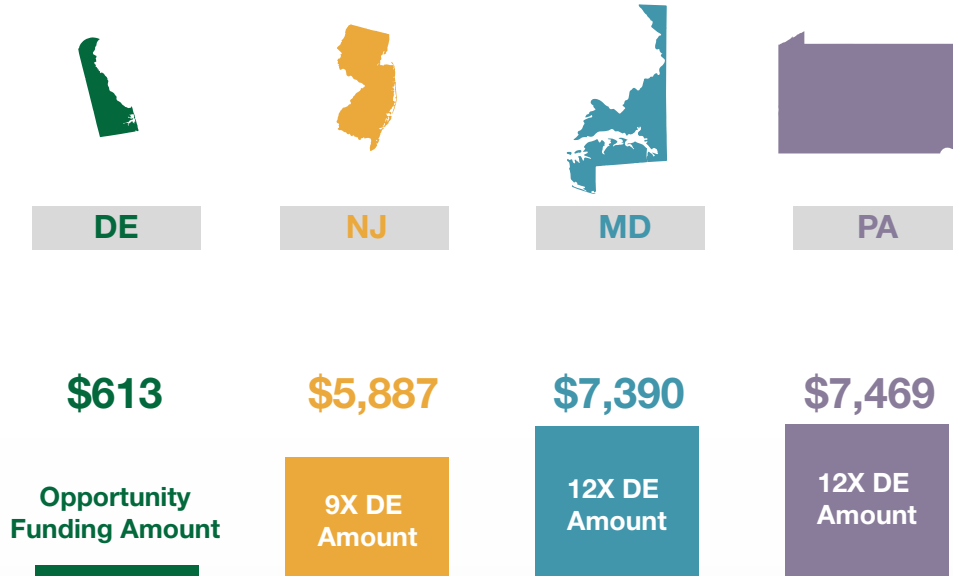 DE
NJ
MD
PA
$613
$5,887
$7,390
$7,469
Opportunity
Funding Amount
9X DE
Amount
12X DE
Amount
12X DE
Amount